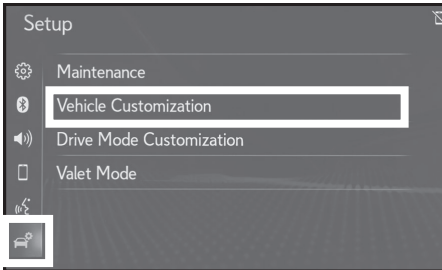 Setup
Maintenance
Vehicle Customization
Drive Mode Customization
Valet Mode